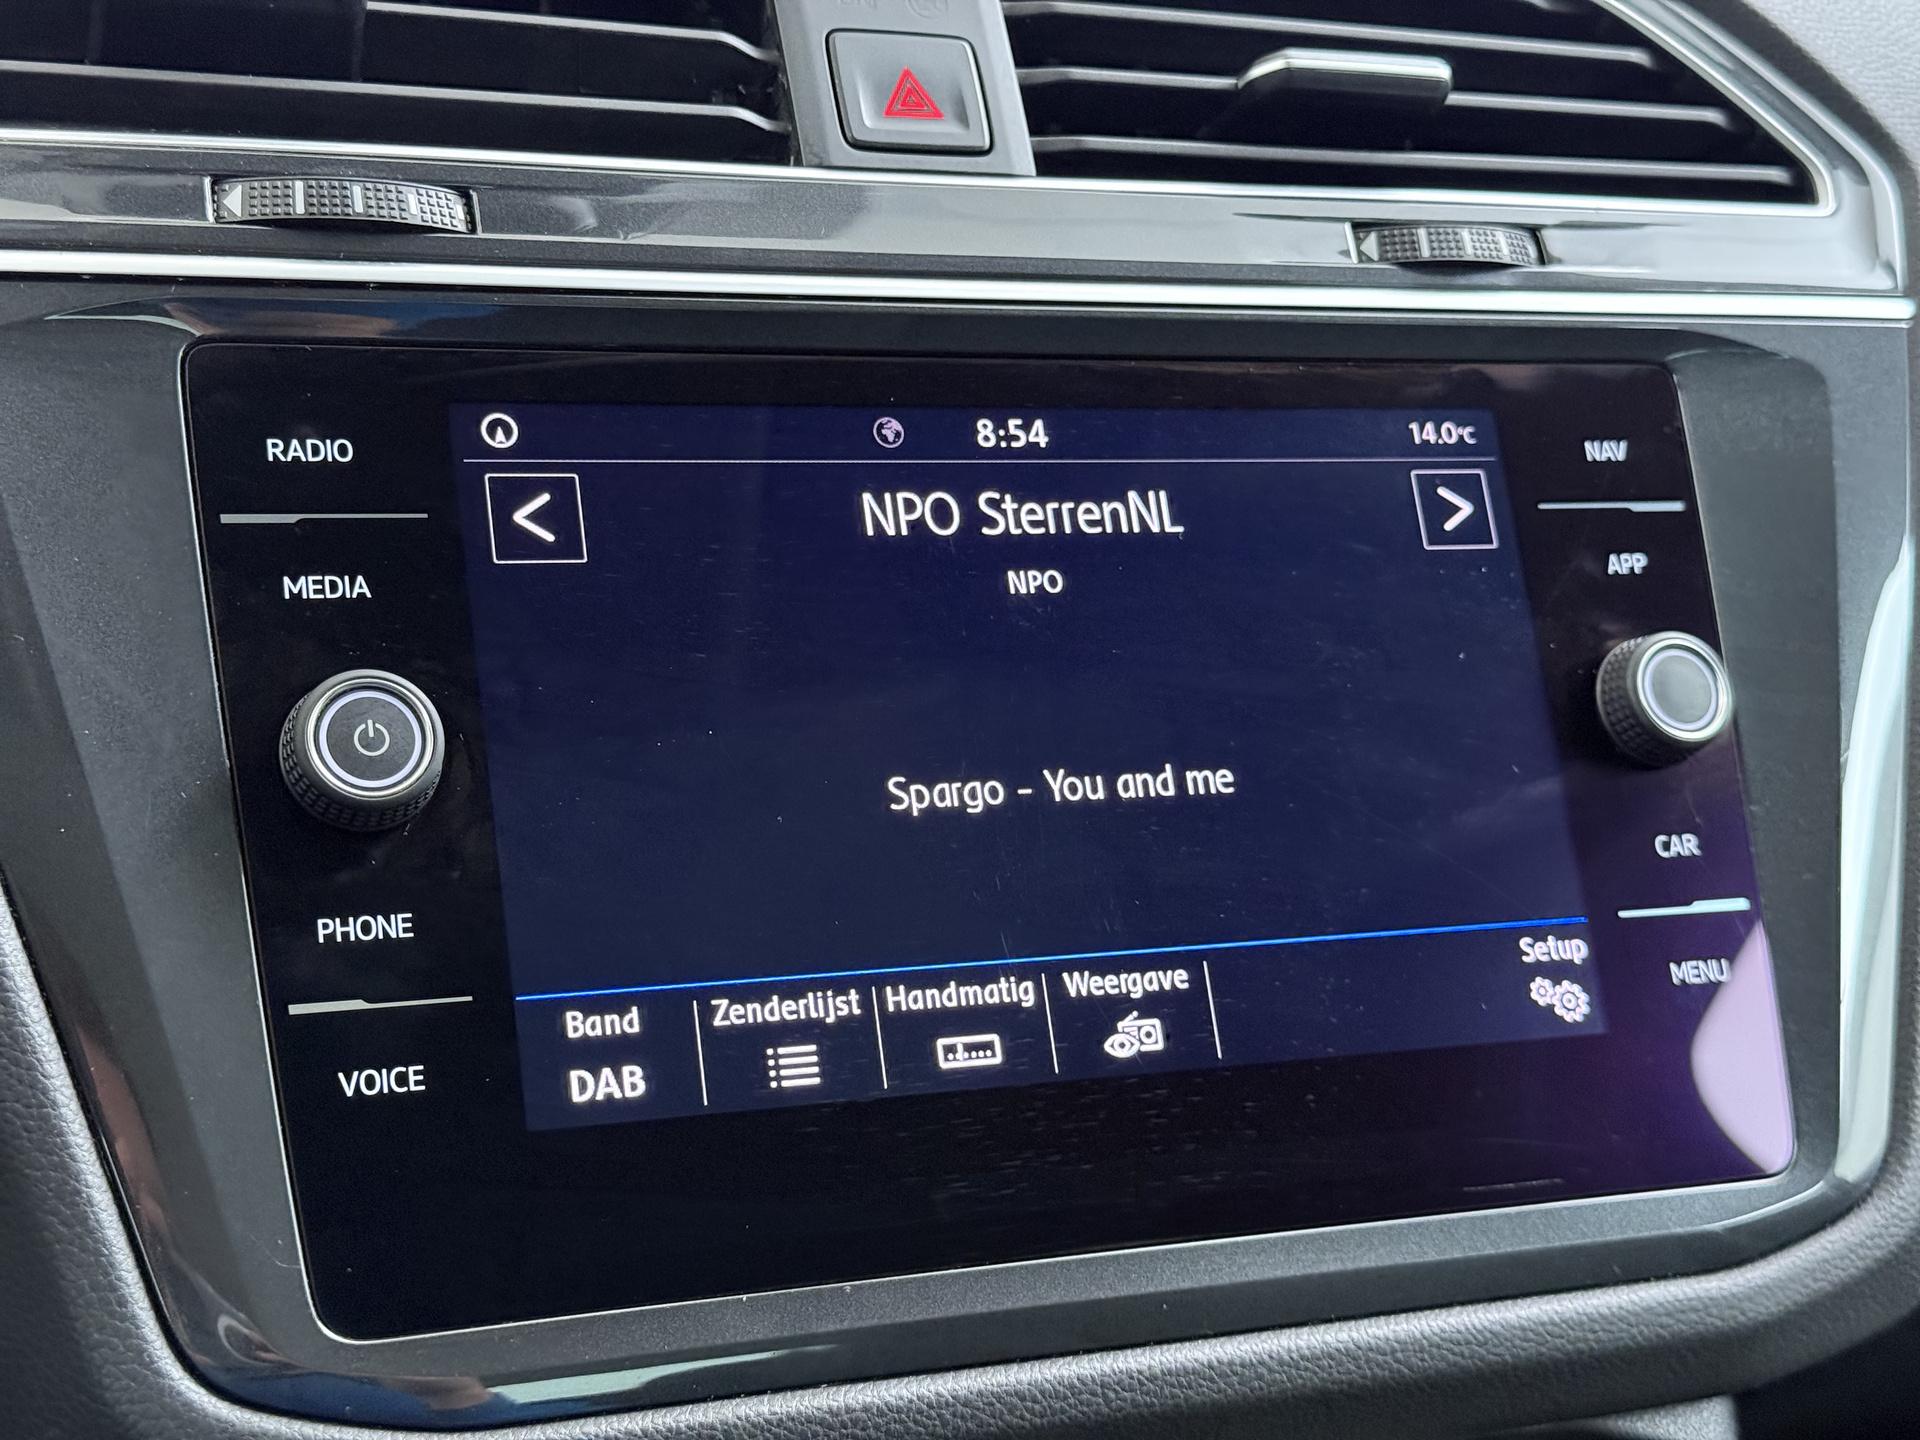 RADIO
MEDIA
PHONE
VOICE
8:54
14.0°C
NPO SterrenNL
NPO
Spargo - You and me
Band
DAB
Zenderlijst
Handmatig
Weergave
Setup
NAV
APP
CAR
MENU